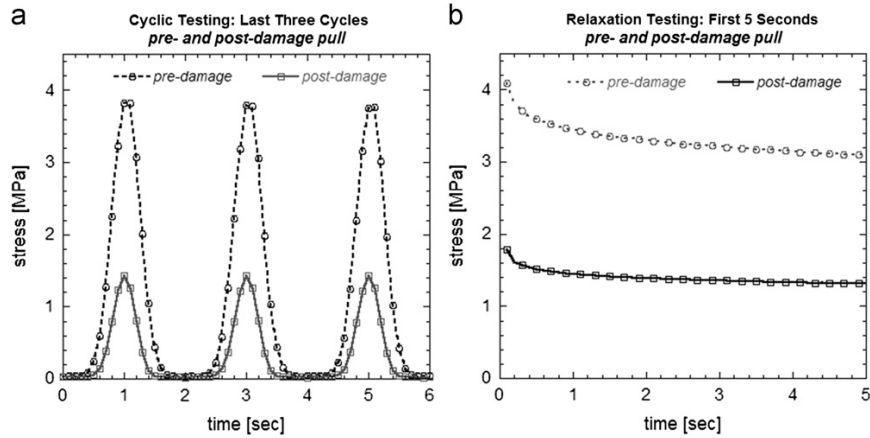 a
Cyclic Testing: Last Three Cycles
pre- and post-damage pull
pre-damage
post-damage
4
3
2
1
0
stress [MPa]
0 1 2 3 4 5 6
time [sec]
b
Relaxation Testing: First 5 Seconds
pre- and post-damage pull
pre-damage
post-damage
4
3
2
1
0
stress [MPa]
0 1 2 3 4 5
time [sec]